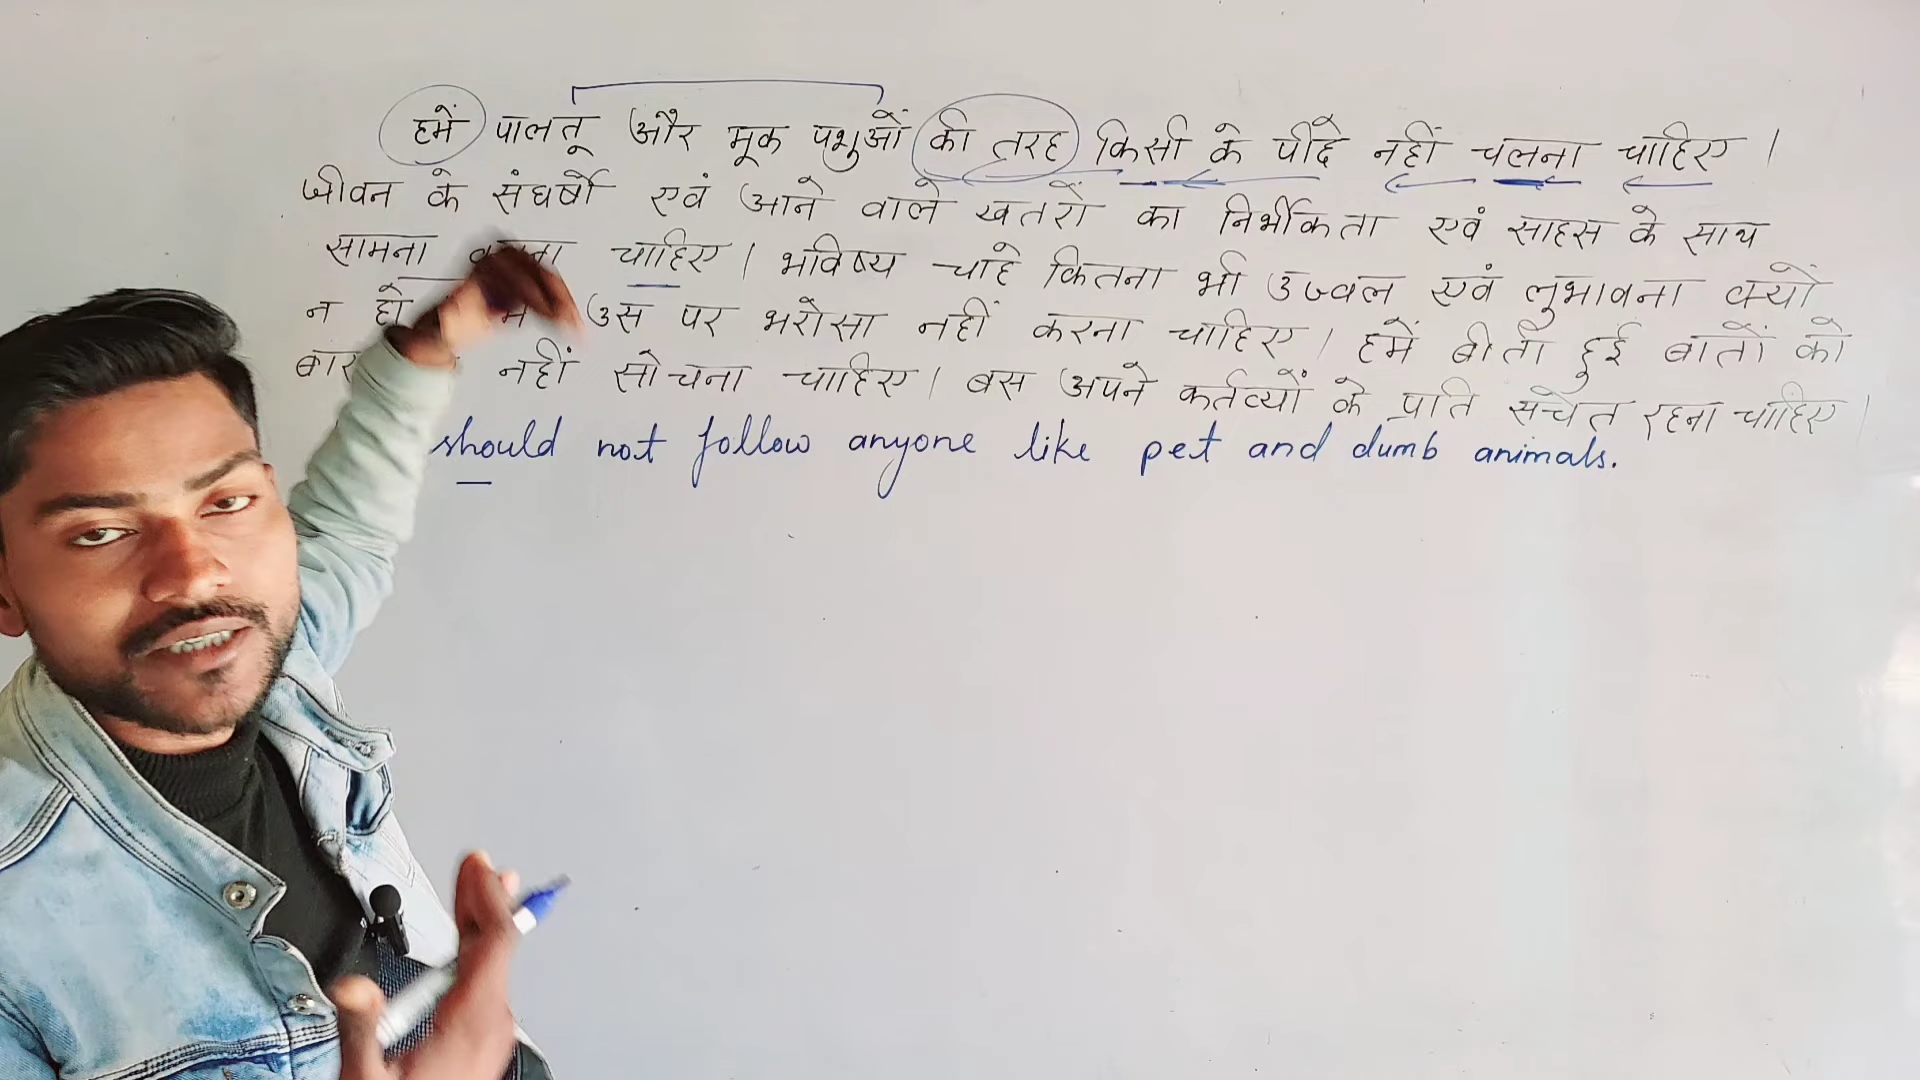 हमें पालतू और मूक पशुओं की तरह किसी के पीछे नहीं चलना चाहिए।
जीवन के संघर्षों एवं आने वाले खतरों का निर्भीकता एवं साहस के साथ
सामना चाहिए। भविष्य चाहे कितना भी उज्वल एवं लुभावना क्यों
न हो उस पर भरोसा नहीं करना चाहिए। हमें बीती हुई बातों को
नहीं सोचना चाहिए। बस अपने कर्तव्यों के प्रति सचेत रहना चाहिए।
should not follow anyone like pet and dumb animals.